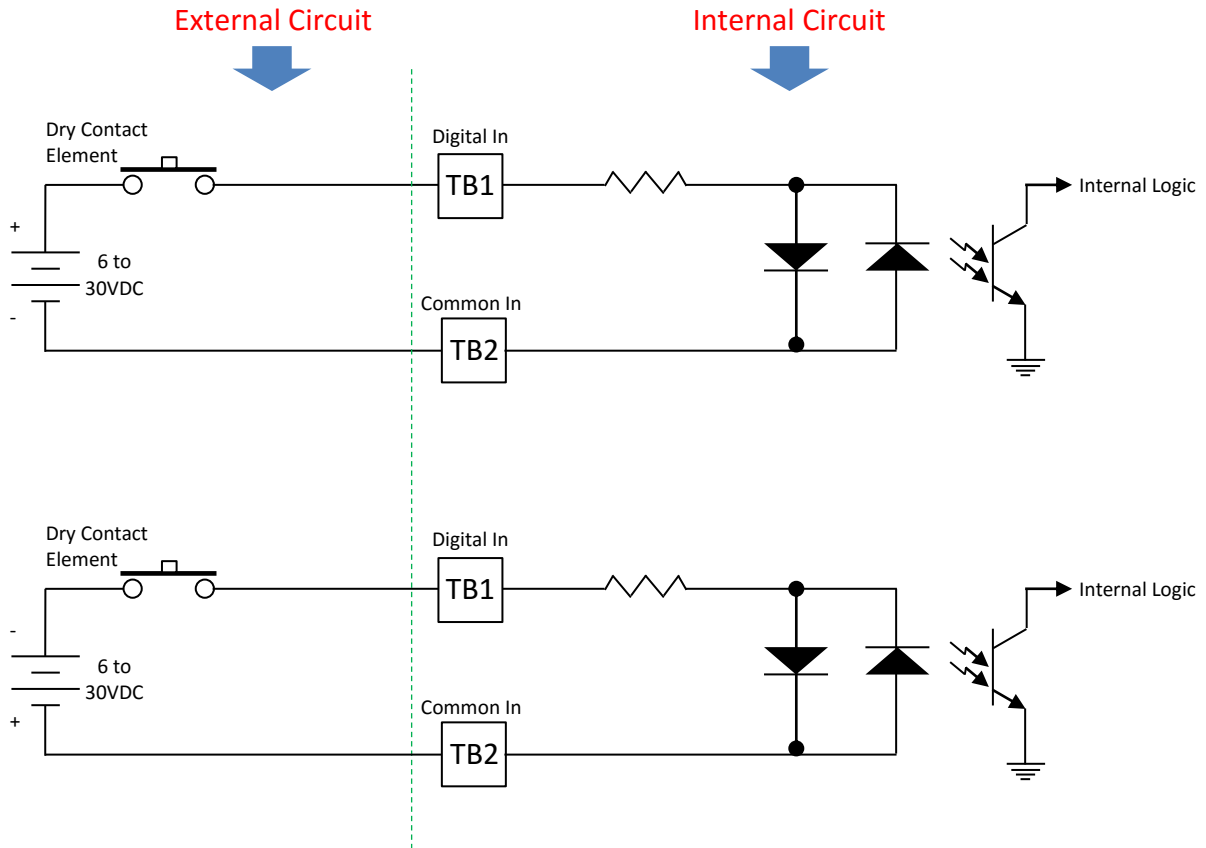 External Circuit
Internal Circuit
Dry Contact
Element
Digital In
TB1
Internal Logic
+
6 to
30VDC
-
Common In
TB2
Dry Contact
Element
Digital In
TB1
Internal Logic
-
6 to
30VDC
+
Common In
TB2